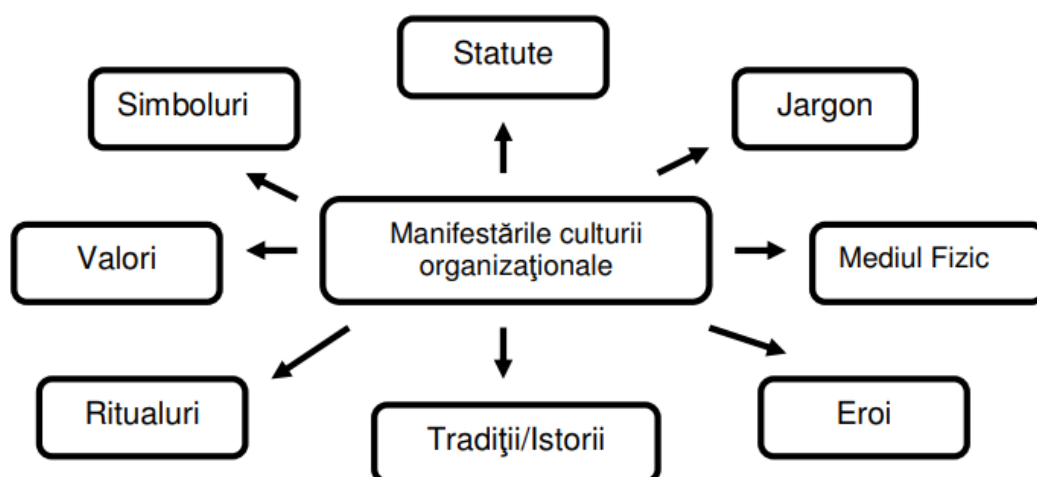 Statute
Simboluri
Jargon
Manifestările culturii
organizaţionale
Valori
Mediul Fizic
Ritualuri
Tradiţii/Istorii
Eroi